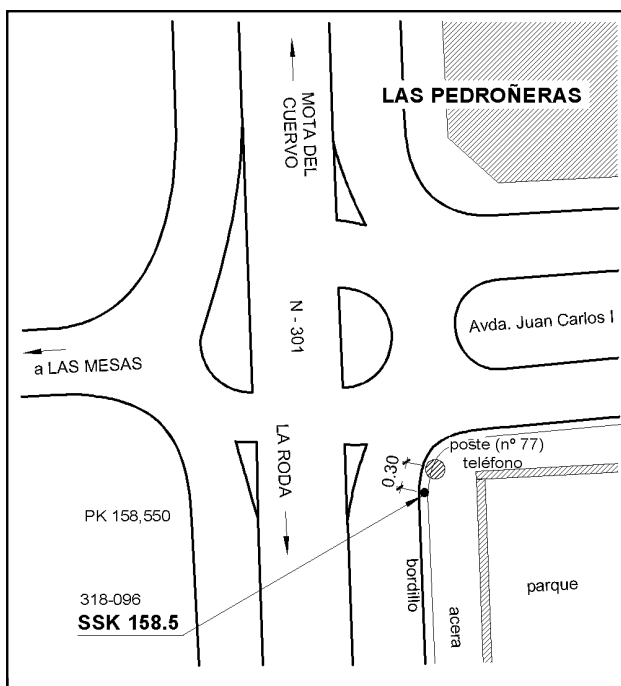 MOTA DEL
CUERVO
LAS PEDROÑERAS
N - 301
Avda. Juan Carlos I
a LAS MESAS
LA RODA
poste (nº 77)
teléfono
0.30
PK 158,550
bordillo
acera
parque
318-096
SSK 158.5